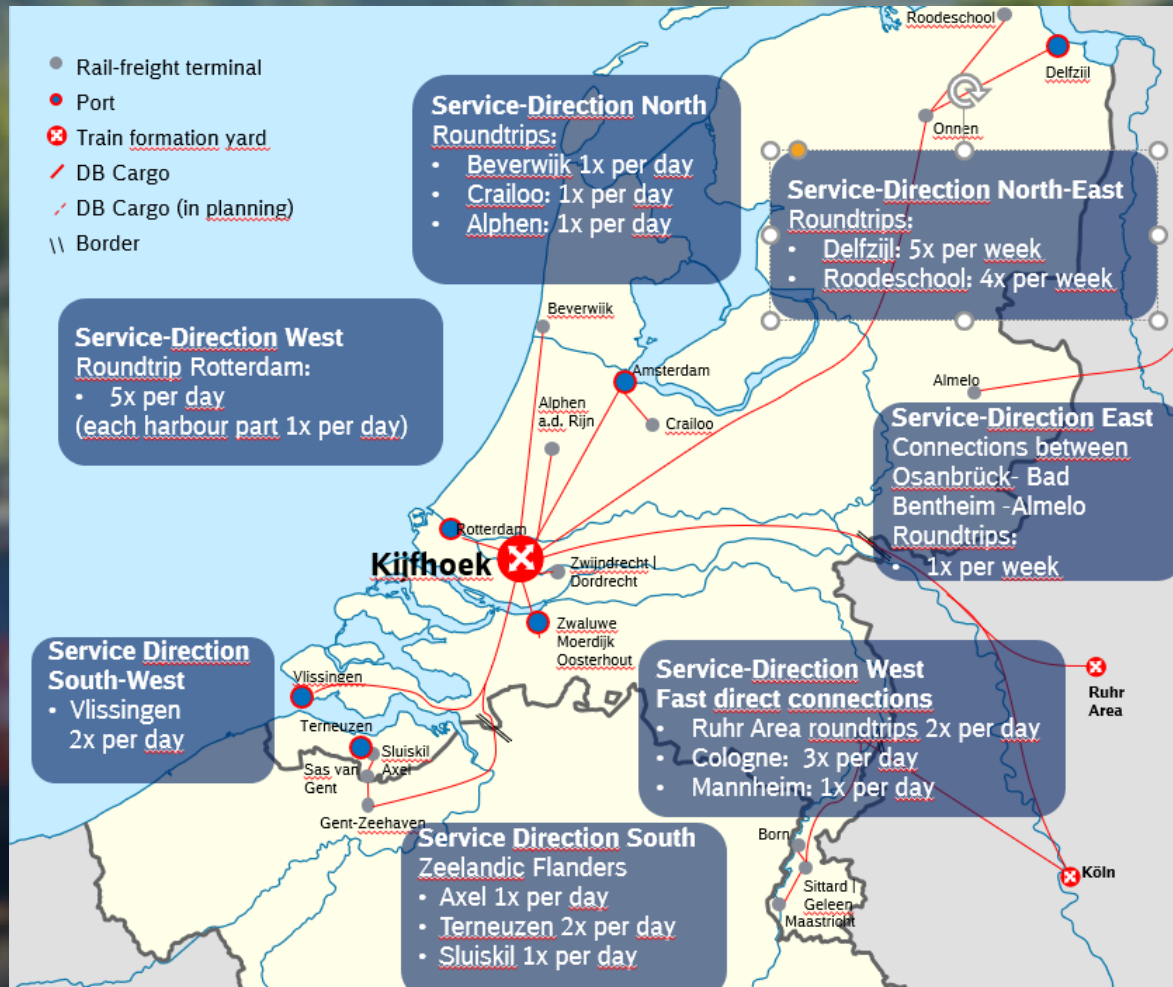 Rail-freight terminal
Port
Train formation yard
DB Cargo
DB Cargo (in planning)
Border
Roodeschool
Delfzijl
Onnen
Service-Direction North
Roundtrips:
• Beverwijk 1x per day
• Crailoo: 1x per day
• Alphen: 1x per day
Service-Direction North-East
Roundtrips:
• Delfzijl: 5x per week
• Roodeschool: 4x per week
Service-Direction West
Roundtrip Rotterdam:
• 5x per day
(each harbour part 1x per day)
Beverwijk
Amsterdam
Alphen
a.d. Rijn
Crailoo
Almelo
Service-Direction East
Connections between
Osanbrück- Bad
Bentheim -Almelo
Roundtrips:
• 1x per week
Rotterdam
Kijfhoek
Zwijndrecht |
Dordrecht
Zwaluwe
Moerdijk
Oosterhout
Service Direction
South-West
• Vlissingen
2x per day
Vlissingen
Terneuzen
Sluiskil
Axel
Sas van
Gent
Gent-Zeehaven
Service-Direction West
Fast direct connections
• Ruhr Area roundtrips 2x per day
• Cologne: 3x per day
• Mannheim: 1x per day
Ruhr
Area
Service Direction South
Zeelandic Flanders
• Axel 1x per day
• Terneuzen 2x per day
• Sluiskil 1x per day
Born
Sittard |
Geleen
Maastricht
Köln